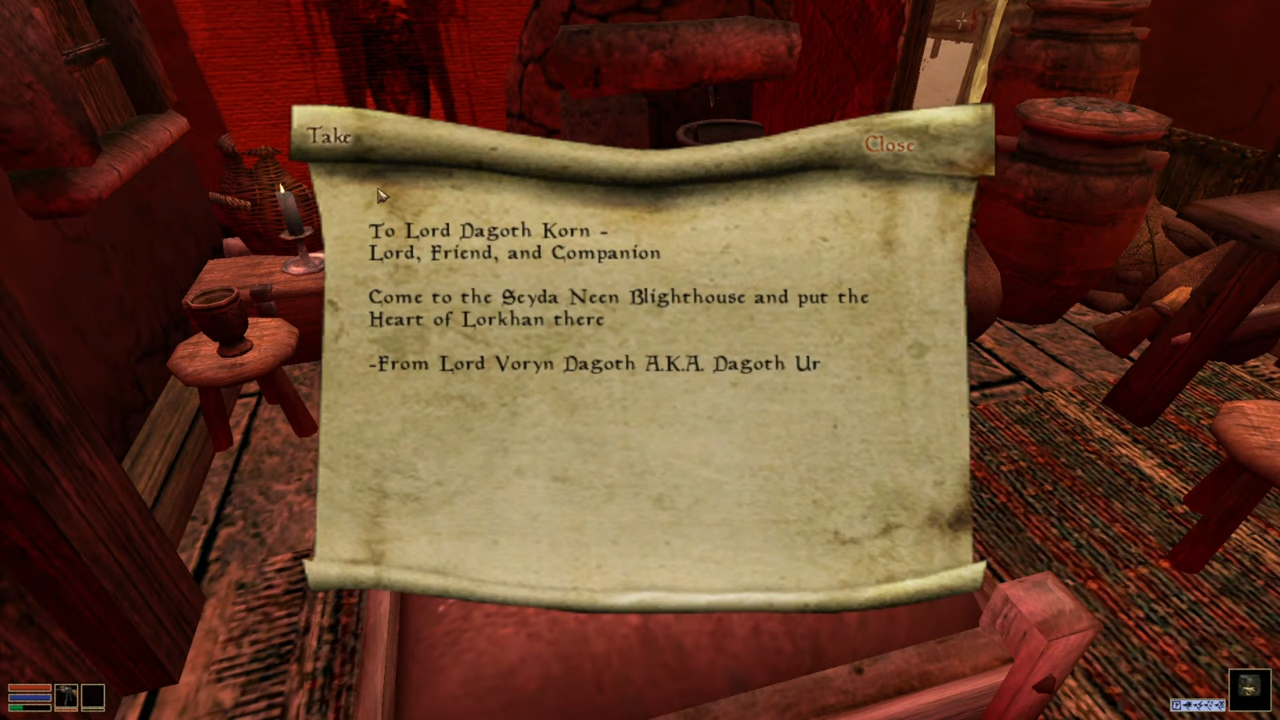 Take
Close
To Lord Dagoth Korn -
Lord, Friend, and Companion
Come to the Seyda Neen Blighthouse and put the
Heart of Lorkhan there
-From Lord Voryn Dagoth A.K.A. Dagoth Ur